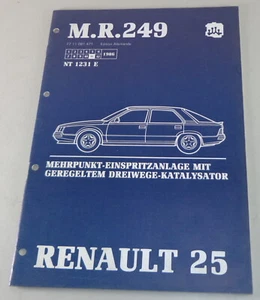 M.R.249
1986
NT 1231 E
MEHRPUNKT-EINSPRITZANLAGE MIT
GEREGELTEM DREIWEGE-KATALYSATOR
RENAULT 25